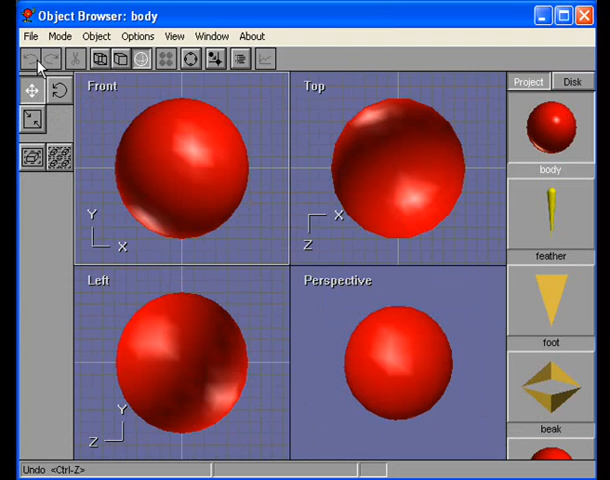 Object Browser: body
File Mode Object Options View Window About
Front
Y
X
Top
X
Z
Left
Y
Z
Perspective
Project Disk
body
feather
foot
beak
Undo <Ctrl-Z>